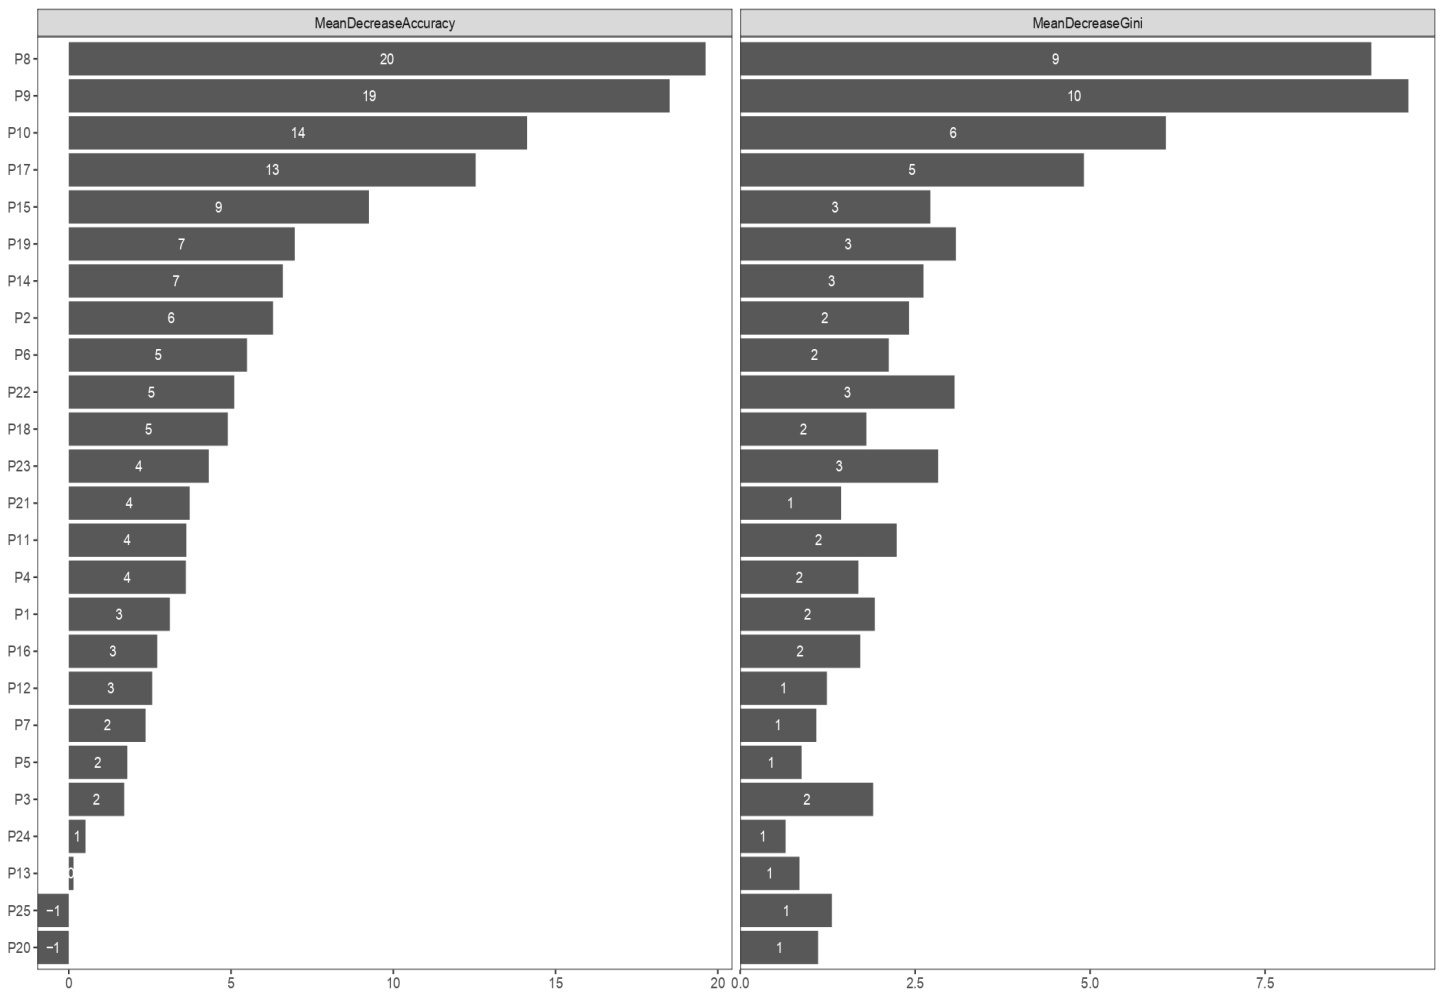 MeanDecreaseAccuracy MeanDecreaseGini
P8 20 9
P9 19 10
P10 14 6
P17 13 5
P15 9 3
P19 7 3
P14 7 3
P2 6 2
P6 5 2
P22 5 3
P18 5 2
P23 4 3
P21 4 1
P11 4 2
P4 4 2
P1 3 2
P16 3 2
P12 3 1
P7 2 1
P5 2 1
P3 2 2
P24 1 1
P13 0 1
P25 −1 1
P20 −1 1
0 5 10 15 20 0.0 2.5 5.0 7.5